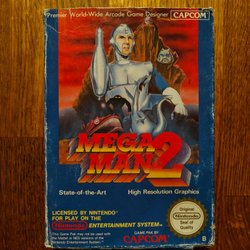 Premier World-Wide Arcade Game Designer CAPCOM
MEGA
MAN 2
State-of-the-Art High Resolution Graphics
LICENSED BY NINTENDO
FOR PLAY ON THE
Nintendo ENTERTAINMENT SYSTEM
GAME PAK BY
CAPCOM
Original
Nintendo
Seal of
Quality
B